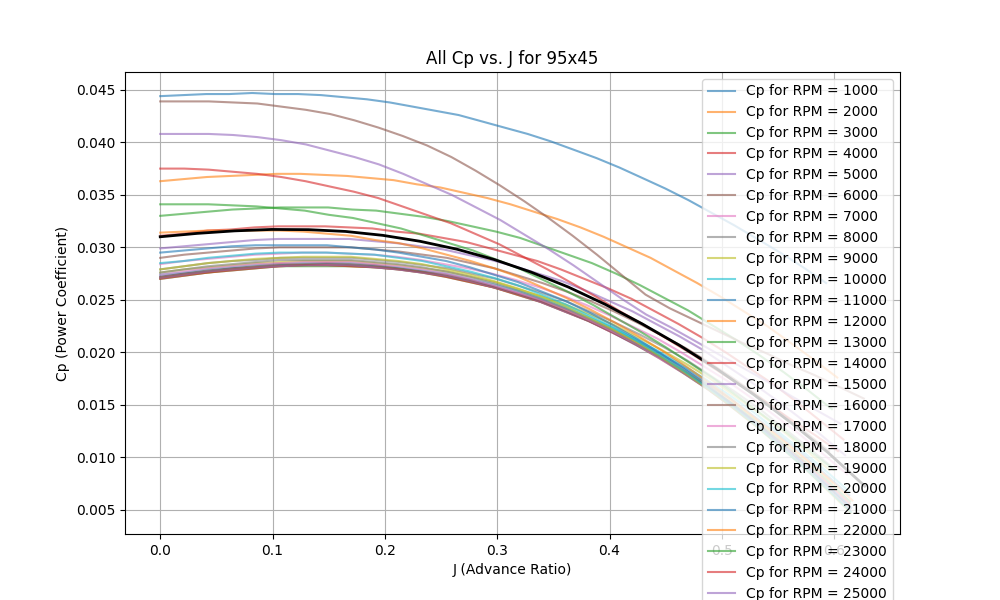 All Cp vs. J for 95x45
Cp (Power Coefficient)
0.045
0.040
0.035
0.030
0.025
0.020
0.015
0.010
0.005
0.0 0.1 0.2 0.3 0.4 0.5 0.6
J (Advance Ratio)
Cp for RPM = 1000
Cp for RPM = 2000
Cp for RPM = 3000
Cp for RPM = 4000
Cp for RPM = 5000
Cp for RPM = 6000
Cp for RPM = 7000
Cp for RPM = 8000
Cp for RPM = 9000
Cp for RPM = 10000
Cp for RPM = 11000
Cp for RPM = 12000
Cp for RPM = 13000
Cp for RPM = 14000
Cp for RPM = 15000
Cp for RPM = 16000
Cp for RPM = 17000
Cp for RPM = 18000
Cp for RPM = 19000
Cp for RPM = 20000
Cp for RPM = 21000
Cp for RPM = 22000
Cp for RPM = 23000
Cp for RPM = 24000
Cp for RPM = 25000